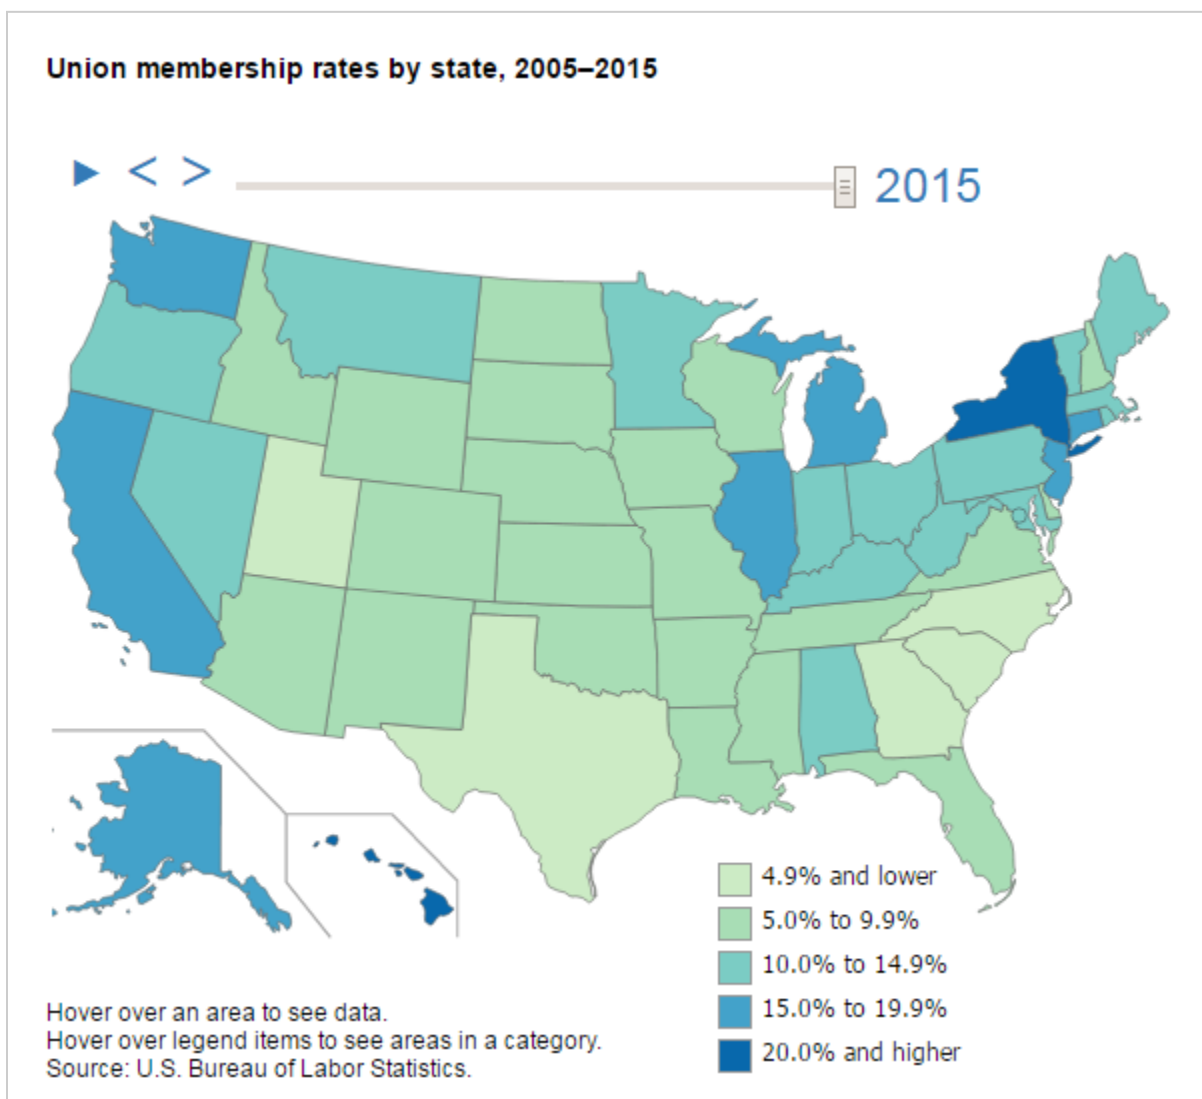 Union membership rates by state, 2005–2015
2015
4.9% and lower
5.0% to 9.9%
10.0% to 14.9%
15.0% to 19.9%
20.0% and higher
Hover over an area to see data.
Hover over legend items to see areas in a category.
Source: U.S. Bureau of Labor Statistics.